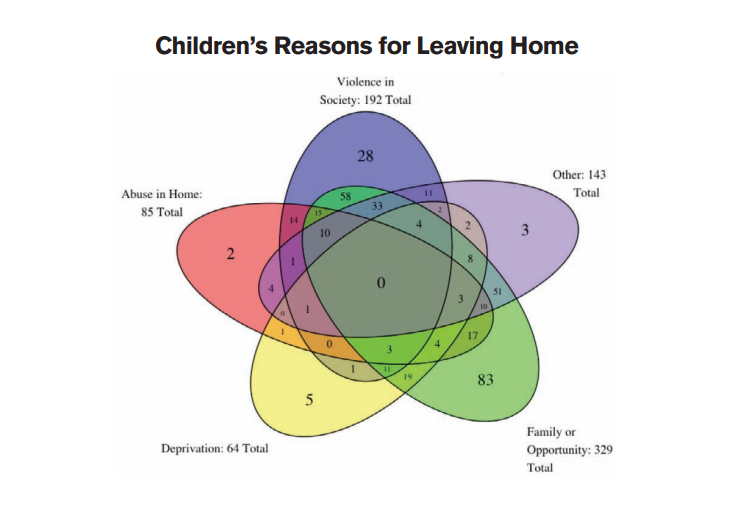 Children's Reasons for Leaving Home
Violence in
Society: 192 Total
28
Other: 143
Total
Abuse in Home:
85 Total
58
11
33
2
14
15
4
2
3
10
2
1
8
0
4
51
3
10
0
1
1
17
0
3
4
1
11
19
83
5
Family or
Opportunity: 329
Total
Deprivation: 64 Total